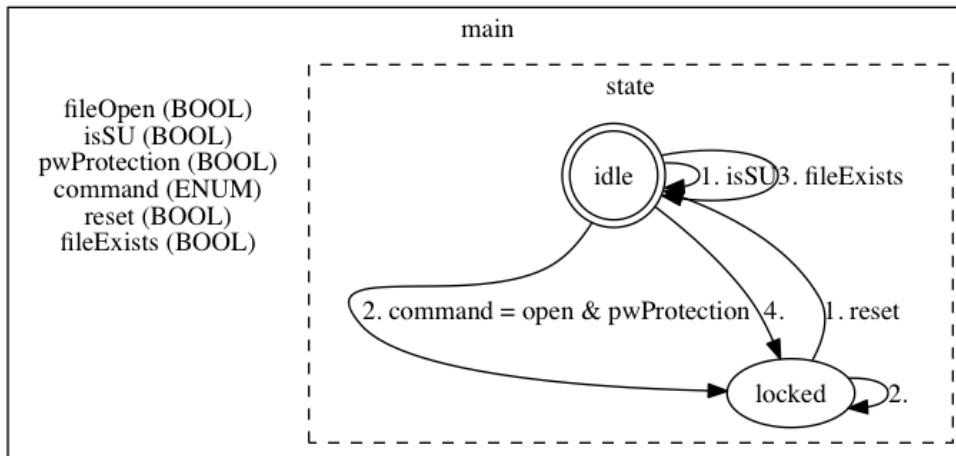 main
state
fileOpen (BOOL)
isSU (BOOL)
pwProtection (BOOL)
command (ENUM)
reset (BOOL)
fileExists (BOOL)
idle
1. isSU
3. fileExists
2. command = open & pwProtection
4.
1. reset
locked
2.